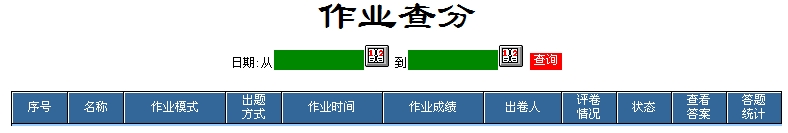 作业查分
日期: 从 到 查询
序号 名称 作业模式 出题方式 作业时间 作业成绩 出卷人 评卷情况 状态 查看答案 答题统计